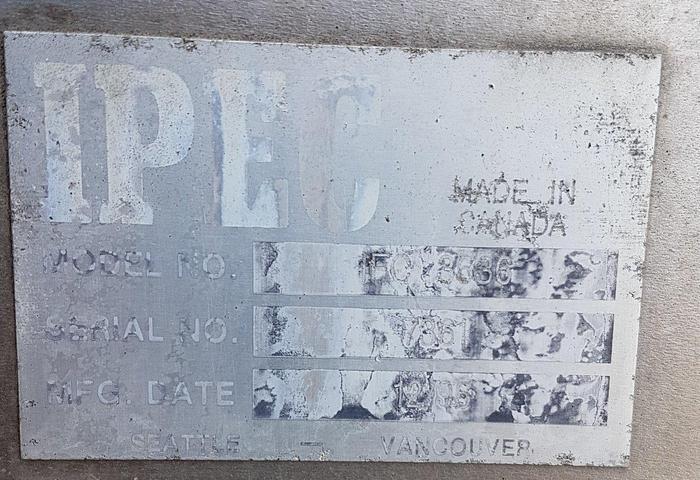 IPEC
MADE IN
CANADA
MODEL NO.
SERIAL NO.
MFG. DATE
SEATTLE - VANCOUVER